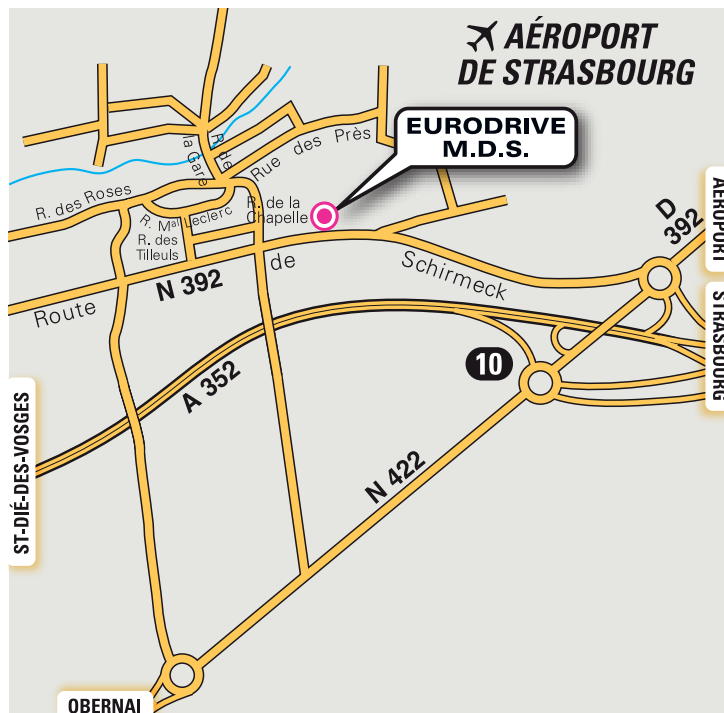 AÉROPORT
DE STRASBOURG
EURODRIVE
M.D.S.
R. de
la Gare
Rue des Près
R. des Roses
R. Mal Leclerc
R. de la
Chapelle
R. des
Tilleuls
D
392
AÉROPORT
N 392
Route de Schirmeck
STRASBOURG
10
A 352
ST-DIÉ-DES-VOSGES
N 422
OBERNAI